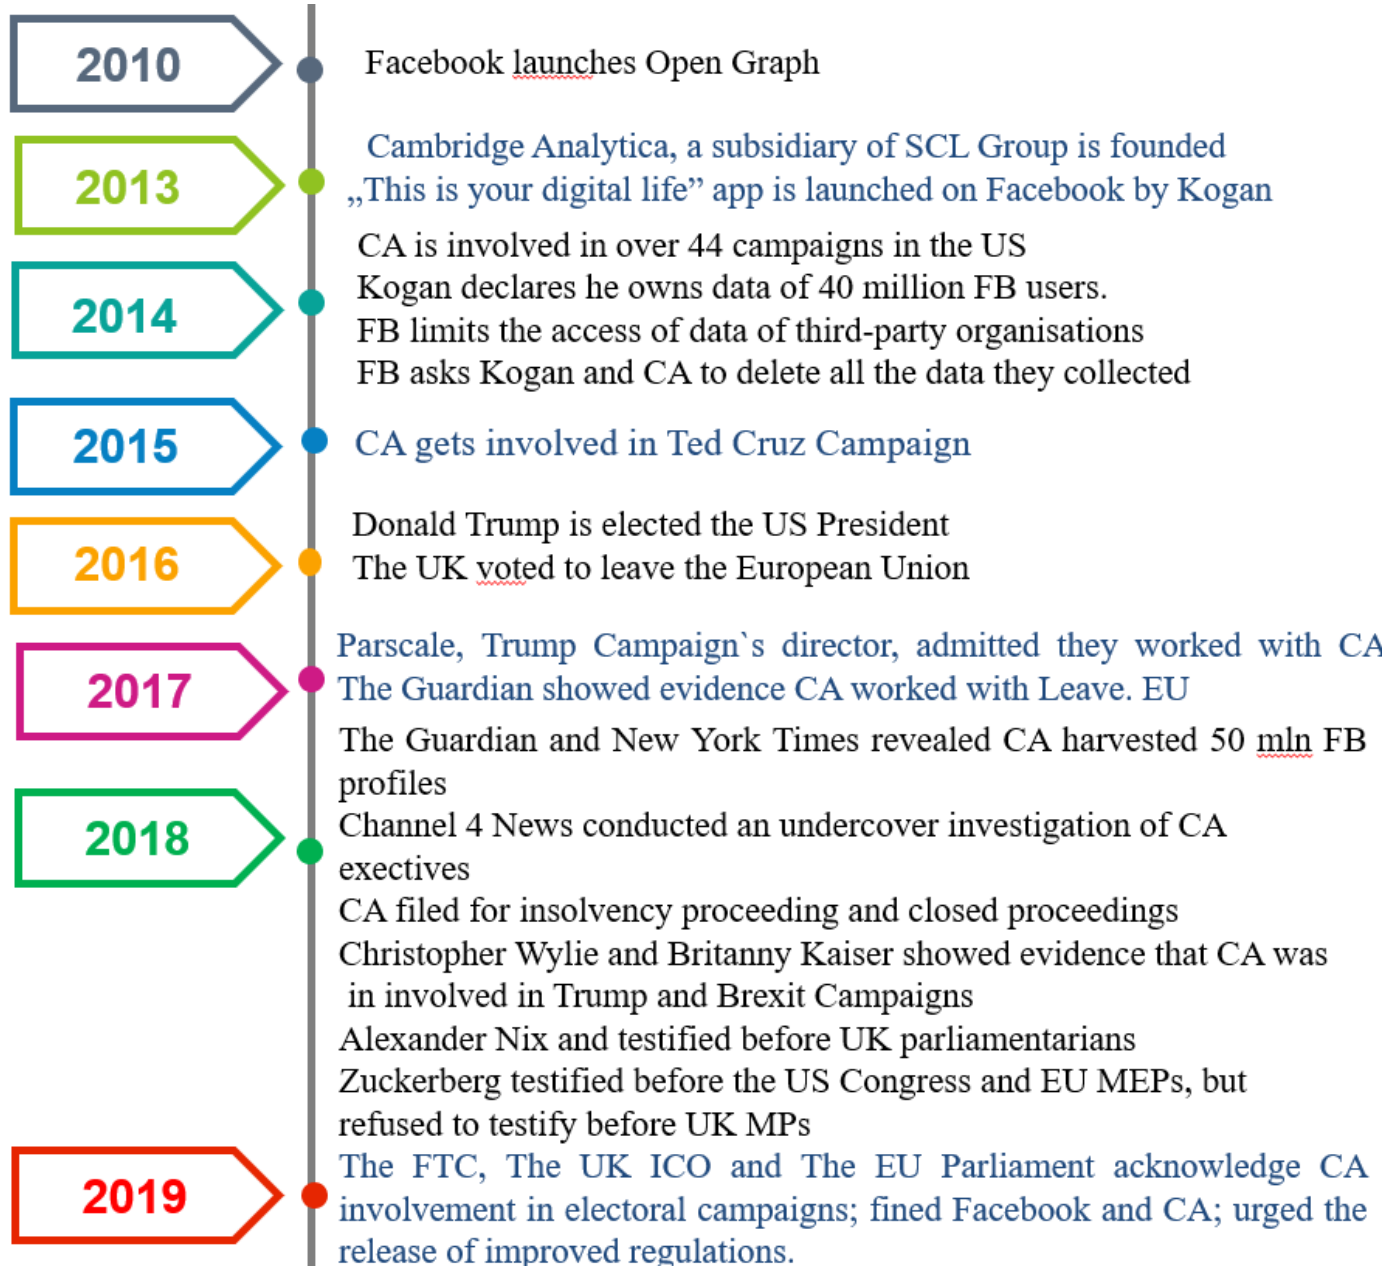 2010
Facebook launches Open Graph
2013
Cambridge Analytica, a subsidiary of SCL Group is founded
„This is your digital life” app is launched on Facebook by Kogan
2014
CA is involved in over 44 campaigns in the US
Kogan declares he owns data of 40 million FB users.
FB limits the access of data of third-party organisations
FB asks Kogan and CA to delete all the data they collected
2015
CA gets involved in Ted Cruz Campaign
2016
Donald Trump is elected the US President
The UK voted to leave the European Union
2017
Parscale, Trump Campaign`s director, admitted they worked with CA
The Guardian showed evidence CA worked with Leave. EU
2018
The Guardian and New York Times revealed CA harvested 50 mln FB
profiles
Channel 4 News conducted an undercover investigation of CA
exectives
CA filed for insolvency proceeding and closed proceedings
Christopher Wylie and Britanny Kaiser showed evidence that CA was
in involved in Trump and Brexit Campaigns
Alexander Nix and testified before UK parliamentarians
Zuckerberg testified before the US Congress and EU MEPs, but
refused to testify before UK MPs
2019
The FTC, The UK ICO and The EU Parliament acknowledge CA
involvement in electoral campaigns; fined Facebook and CA; urged the
release of improved regulations.